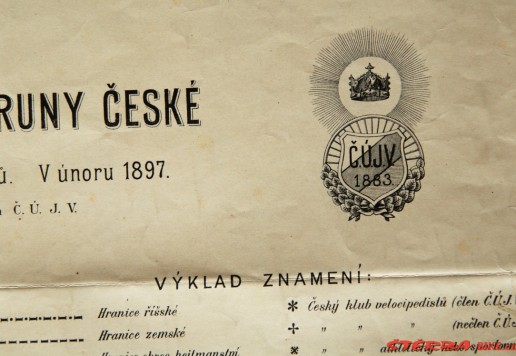 RUNY ČESKÉ
Č.Ú.J.V.
1883.
ů. V únoru 1897.
Č. Ú. J. V.
VÝKLAD ZNAMENÍ:
Hranice říšské
Hranice zemské
* Český klub velocipedistů (člen Č.Ú.J.V.
+ " " " (nečlen Č.Ú.J.
* " "